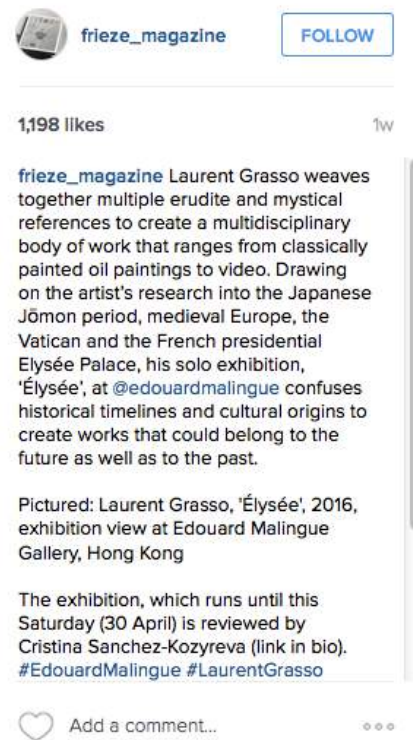 frieze_magazine
FOLLOW
1,198 likes
1w
frieze_magazine Laurent Grasso weaves
together multiple erudite and mystical
references to create a multidisciplinary
body of work that ranges from classically
painted oil paintings to video. Drawing
on the artist's research into the Japanese
Jōmon period, medieval Europe, the
Vatican and the French presidential
Elysée Palace, his solo exhibition,
'Élysée', at @edouardmalingue confuses
historical timelines and cultural origins to
create works that could belong to the
future as well as to the past.
Pictured: Laurent Grasso, 'Élysée', 2016,
exhibition view at Edouard Malingue
Gallery, Hong Kong
The exhibition, which runs until this
Saturday (30 April) is reviewed by
Cristina Sanchez-Kozyreva (link in bio).
#EdouardMalingue #LaurentGrasso
Add a comment...